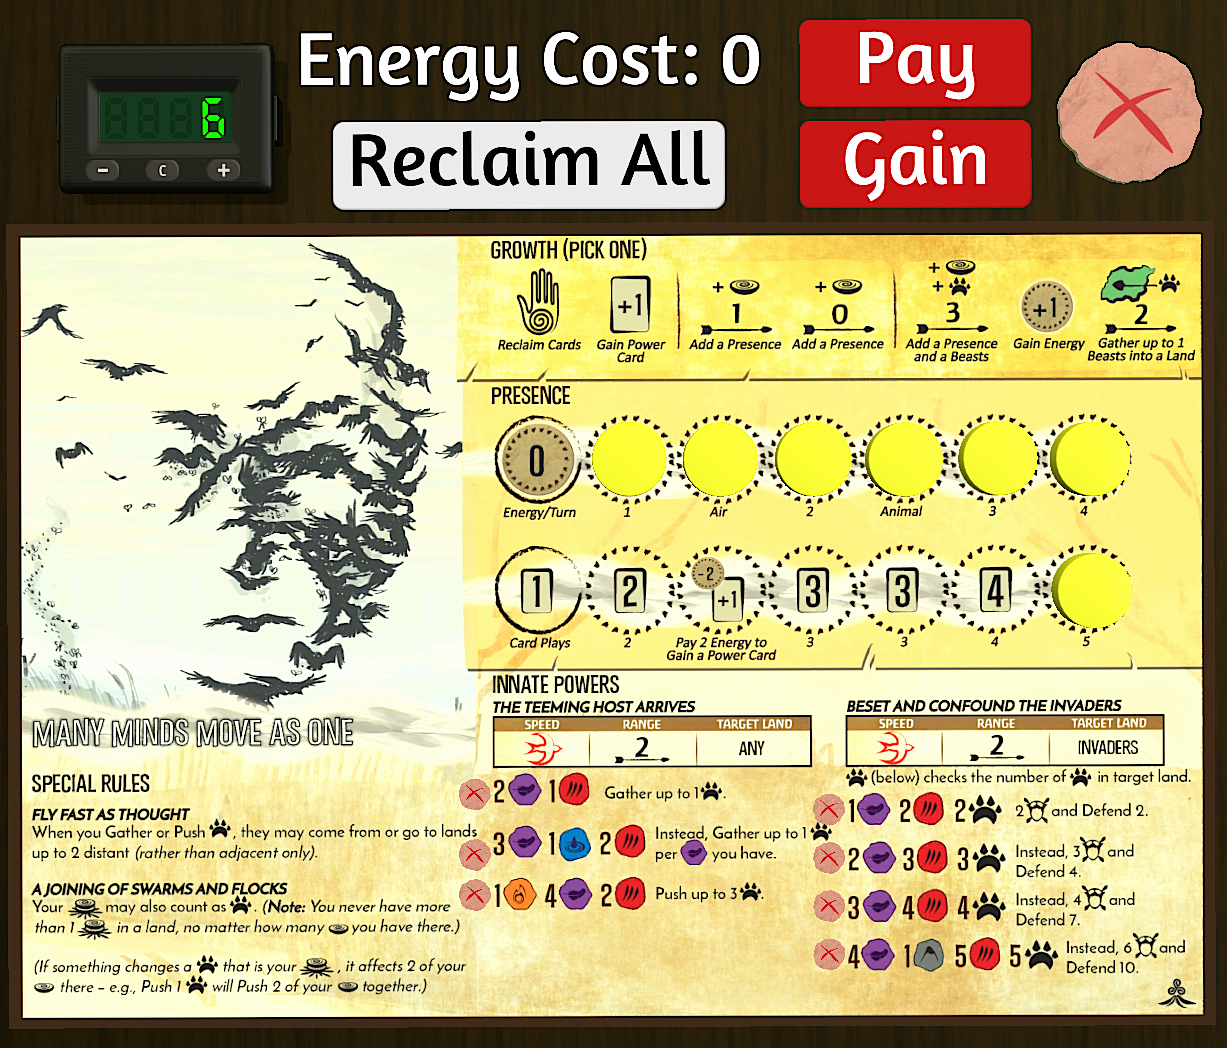 6
Energy Cost: 0
Pay
- C +
Reclaim All
Gain
GROWTH (PICK ONE)
+1
+
1
+
0
+
+
3
+1
2
Reclaim Cards
Gain Power
Card
Add a Presence
Add a Presence
Add a Presence
and a Beasts
Gain Energy
Gather up to 1
Beasts into a Land
PRESENCE
0
Energy/Turn
1
Air
2
Animal
3
4
1
2
-2
+1
3
3
4
Card Plays
2
Pay 2 Energy to
Gain a Power Card
3
3
4
5
MANY MINDS MOVE AS ONE
SPECIAL RULES
FLY FAST AS THOUGHT
When you Gather or Push , they may come from or go to lands
up to 2 distant (rather than adjacent only).
A JOINING OF SWARMS AND FLOCKS
Your may also count as . (Note: You never have more
than 1 in a land, no matter how many you have there.)
(If something changes a that is your , it affects 2 of your
there – e.g., Push 1 will Push 2 of your together.)
INNATE POWERS
THE TEEMING HOST ARRIVES
SPEED RANGE TARGET LAND
2 ANY
2 1 Gather up to 1 .
3 1 2 Instead, Gather up to 1
per you have.
1 4 2 Push up to 3 .
BESET AND CONFOUND THE INVADERS
SPEED RANGE TARGET LAND
2 INVADERS
(below) checks the number of in target land.
1 2 2 2 and Defend 2.
2 3 3 Instead, 3 and
Defend 4.
3 4 4 Instead, 4 and
Defend 7.
4 1 5 5 Instead, 6 and
Defend 10.